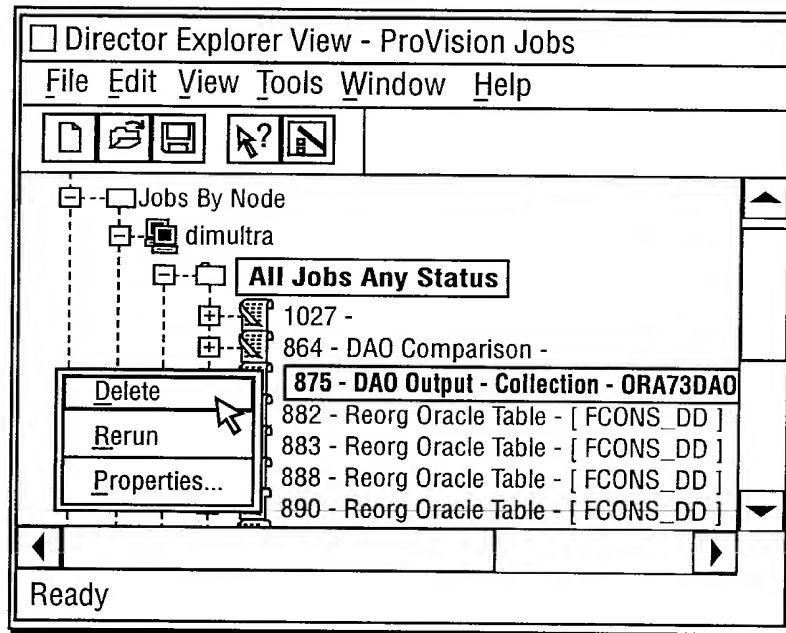 Director Explorer View - ProVision Jobs
File Edit View Tools Window Help
?
Jobs By Node
dimultra
All Jobs Any Status
1027 -
864 - DAO Comparison -
875 - DAO Output - Collection - ORA73DAO
882 - Reorg Oracle Table - [ FCONS_DD ]
883 - Reorg Oracle Table - [ FCONS_DD ]
888 - Reorg Oracle Table - [ FCONS_DD ]
890 - Reorg Oracle Table - [ FCONS_DD ]
Delete
Rerun
Properties...
Ready